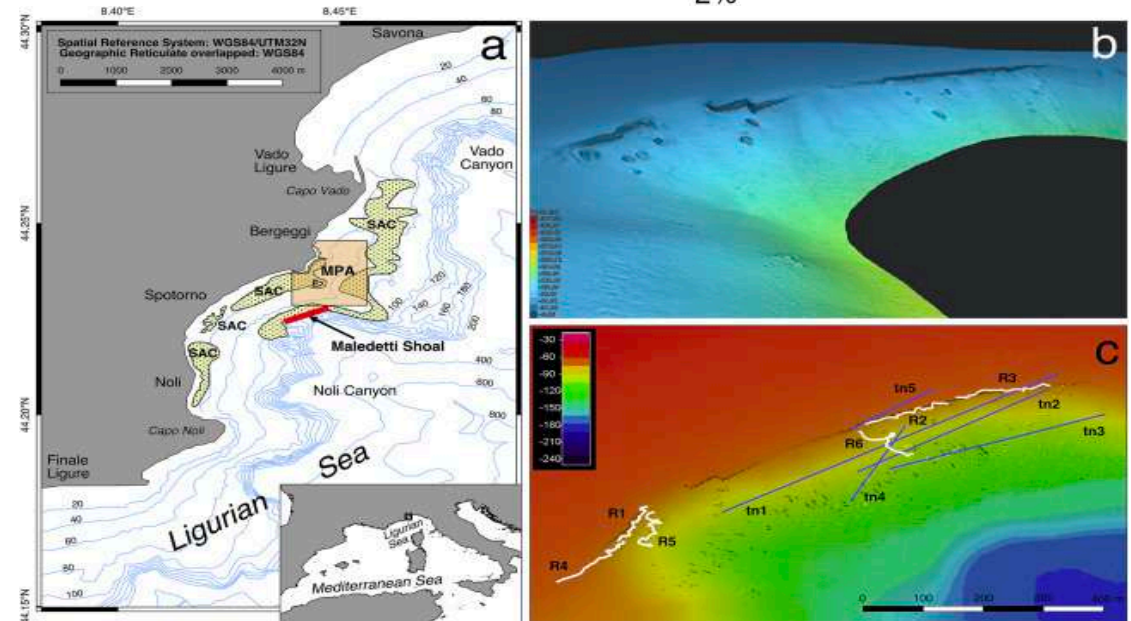 2%
8.40°E
8.45°E
a
44.30°N
44.25°N
44.20°N
44.15°N
Spatial Reference System: WGS84/UTM32N
Geographic Reticulate overlapped: WGS84
0 1000 2000 3000 4000 m
Savona
20
40
60
80
Vado
Ligure
Vado
Canyon
Capo Vado
Bergeggi
SAC
MPA
Spotorno
SAC
SAC
SAC
100
120
140
160
180
200
Maledetti Shoal
Noli
Noli Canyon
400
600
800
Capo Noli
Finale
Ligure
20
40
60
80
100
Ligurian Sea
Ligurian
Sea
Mediterranean Sea
b
c
-30
-60
-90
-120
-150
-180
-210
-240
tn5
R3
tn2
R2
R6
tn3
tn4
tn1
R1
R5
R4
0 100 200 300 400 m